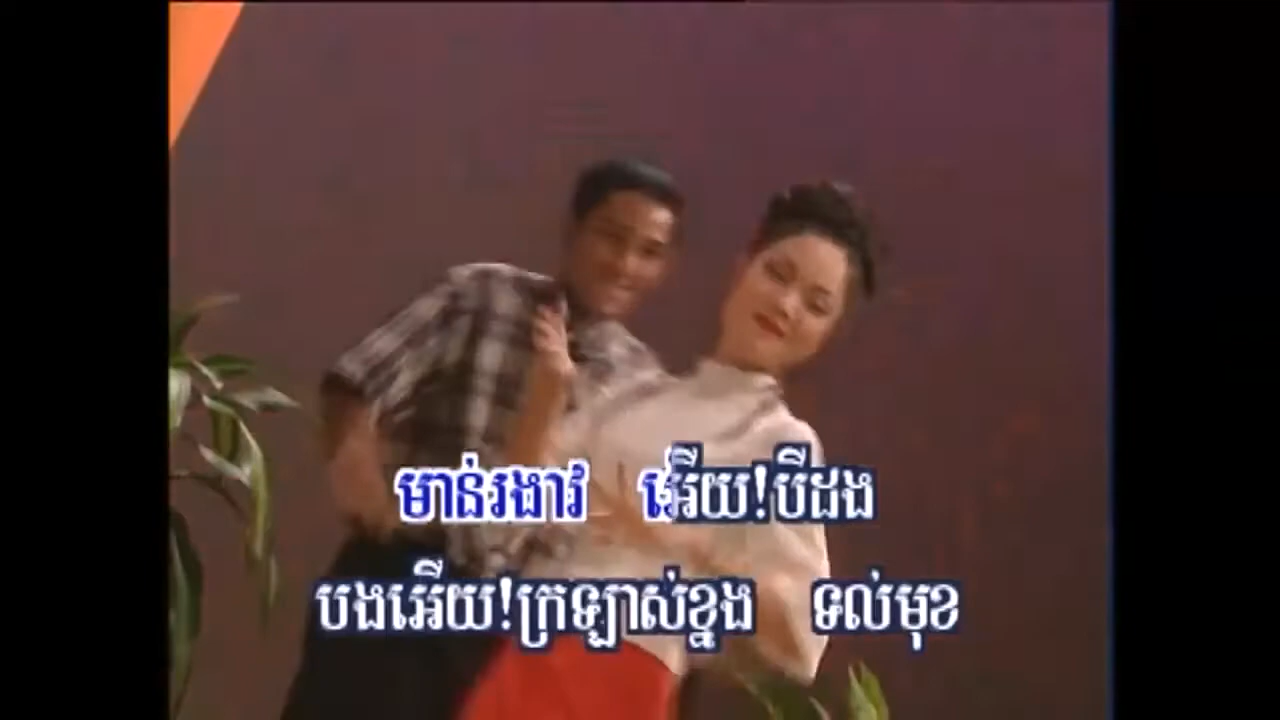 មាន់រងាវ អើយ!បីដង
បងអើយ!ក្រឡាស់ខ្នង ទល់មុខ